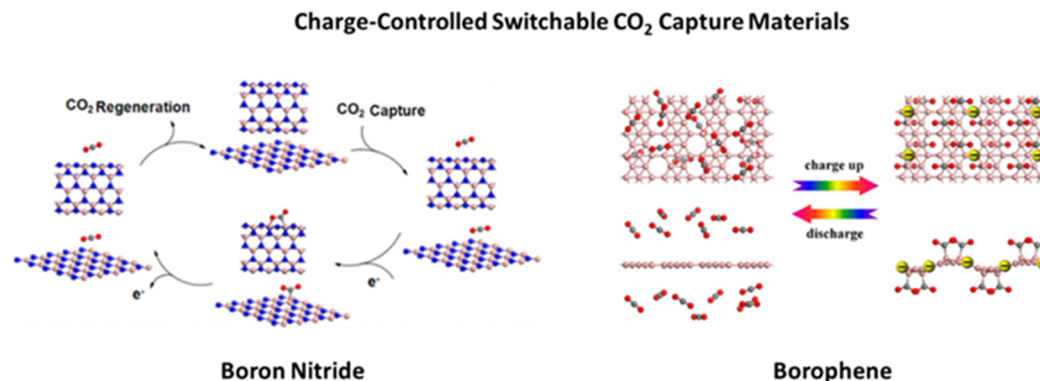 Charge-Controlled Switchable CO₂ Capture Materials
CO₂ Regeneration
CO₂ Capture
e⁻
e⁻
Boron Nitride
charge up
discharge
Borophene